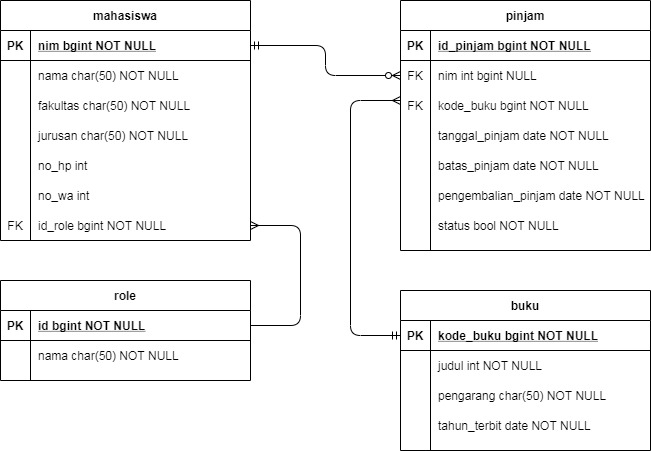 mahasiswa
PK nim bgint NOT NULL
nama char(50) NOT NULL
fakultas char(50) NOT NULL
jurusan char(50) NOT NULL
no_hp int
no_wa int
FK id_role bgint NOT NULL
role
PK id bgint NOT NULL
nama char(50) NOT NULL
pinjam
PK id_pinjam bgint NOT NULL
FK nim int bgint NULL
FK kode_buku bgint NOT NULL
tanggal_pinjam date NOT NULL
batas_pinjam date NOT NULL
pengembalian_pinjam date NOT NULL
status bool NOT NULL
buku
PK kode_buku bgint NOT NULL
judul int NOT NULL
pengarang char(50) NOT NULL
tahun_terbit date NOT NULL